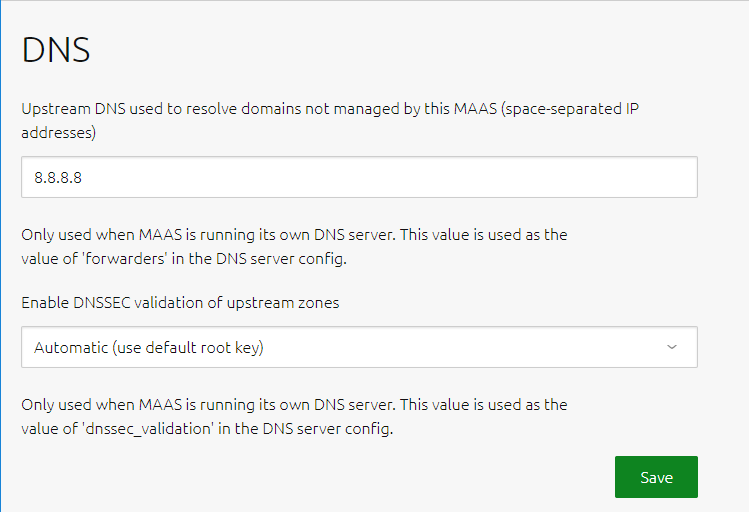 DNS
Upstream DNS used to resolve domains not managed by this MAAS (space-separated IP
addresses)
8.8.8.8
Only used when MAAS is running its own DNS server. This value is used as the
value of 'forwarders' in the DNS server config.
Enable DNSSEC validation of upstream zones
Automatic (use default root key)
Only used when MAAS is running its own DNS server. This value is used as the
value of 'dnssec_validation' in the DNS server config.
Save